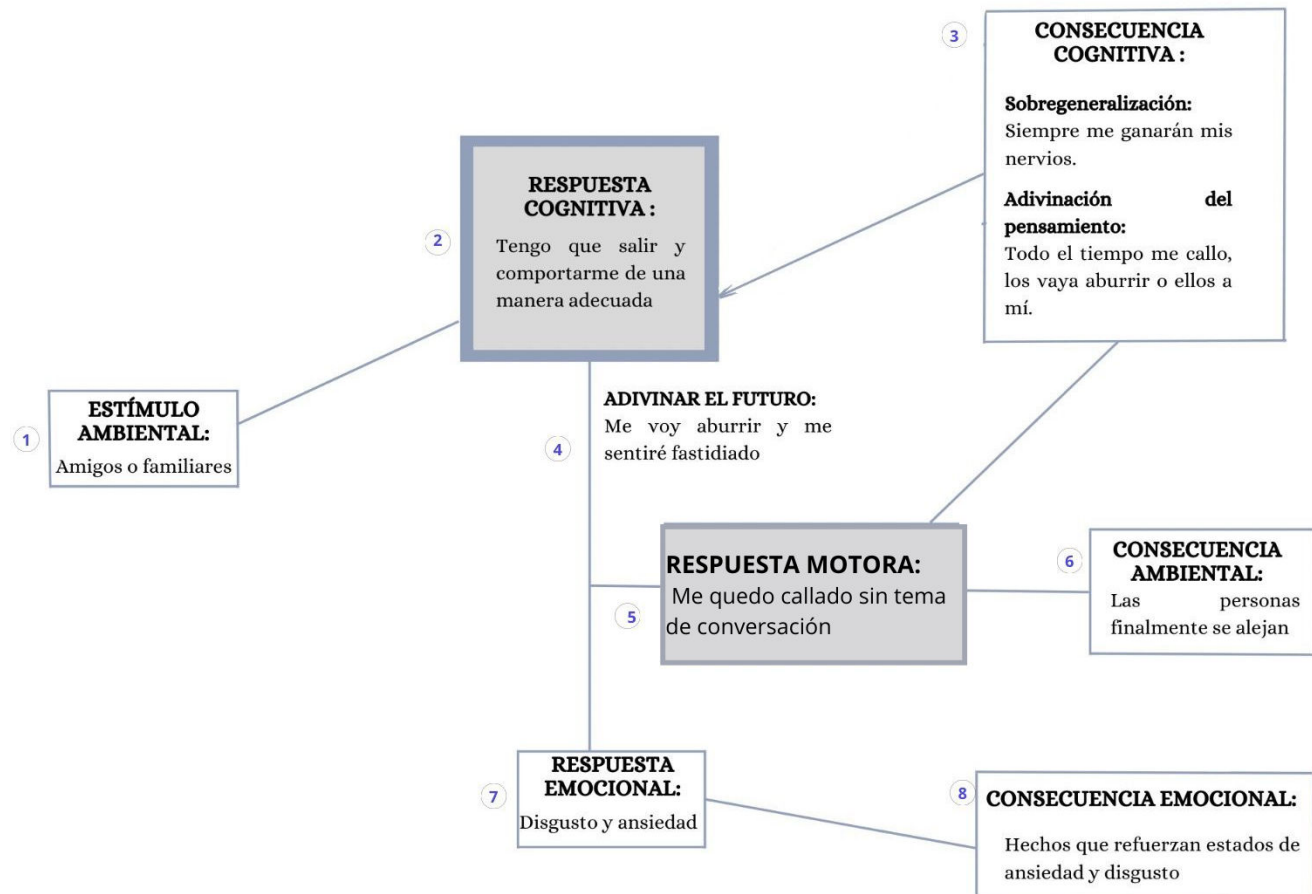 1
ESTÍMULO
AMBIENTAL:
Amigos o familiares
2
RESPUESTA
COGNITIVA :
Tengo que salir y
comportarme de una
manera adecuada
3
CONSECUENCIA
COGNITIVA :
Sobregeneralización:
Siempre me ganarán mis
nervios.
Adivinación del
pensamiento:
Todo el tiempo me callo,
los vaya aburrir o ellos a
mí.
4
ADIVINAR EL FUTURO:
Me voy aburrir y me
sentiré fastidiado
5
RESPUESTA MOTORA:
Me quedo callado sin tema
de conversación
6
CONSECUENCIA
AMBIENTAL:
Las personas
finalmente se alejan
7
RESPUESTA
EMOCIONAL:
Disgusto y ansiedad
8
CONSECUENCIA EMOCIONAL:
Hechos que refuerzan estados de
ansiedad y disgusto